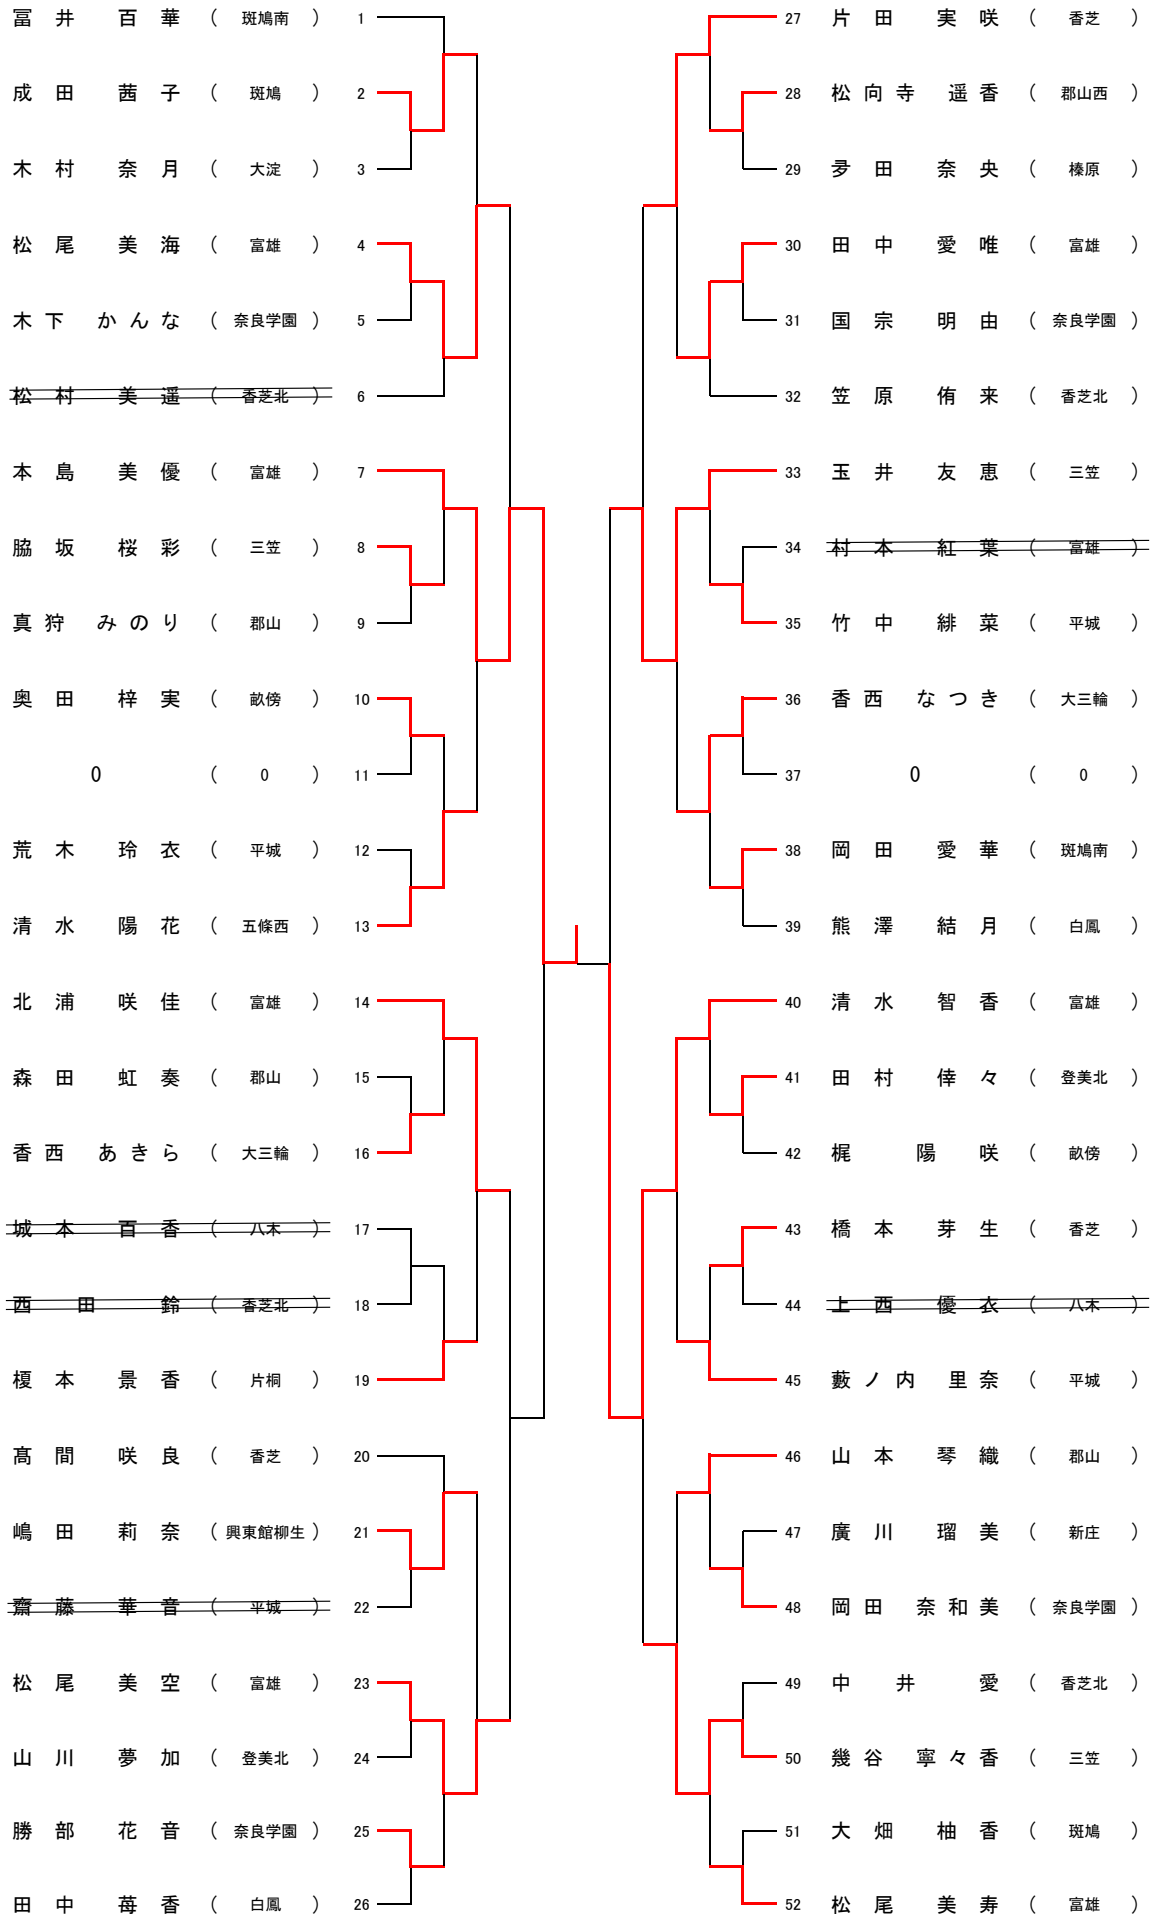 冨井 百華 ( 斑鳩南 ) 1
成田 茜子 ( 斑鳩 ) 2
木村 奈月 ( 大淀 ) 3
松尾 美海 ( 富雄 ) 4
木下 かんな ( 奈良学園 ) 5
松村 美遥 ( 香芝北 ) 6
本島 美優 ( 富雄 ) 7
脇坂 桜彩 ( 三笠 ) 8
真狩 みのり ( 郡山 ) 9
奥田 梓実 ( 畝傍 ) 10
0 ( 0 ) 11
荒木 玲衣 ( 平城 ) 12
清水 陽花 ( 五條西 ) 13
北浦 咲佳 ( 富雄 ) 14
森田 虹奏 ( 郡山 ) 15
香西 あきら ( 大三輪 ) 16
城本 百香 ( 八木 ) 17
西田 鈴 ( 香芝北 ) 18
榎本 景香 ( 片桐 ) 19
髙間 咲良 ( 香芝 ) 20
嶋田 莉奈 ( 興東館柳生 ) 21
齋藤 華音 ( 平城 ) 22
松尾 美空 ( 富雄 ) 23
山川 夢加 ( 登美北 ) 24
勝部 花音 ( 奈良学園 ) 25
田中 苺香 ( 白鳳 ) 26
27 片田 実咲 ( 香芝 )
28 松向寺 遥香 ( 郡山西 )
29 夛田 奈央 ( 榛原 )
30 田中 愛唯 ( 富雄 )
31 国宗 明由 ( 奈良学園 )
32 笠原 侑来 ( 香芝北 )
33 玉井 友恵 ( 三笠 )
34 村本 紅葉 ( 富雄 )
35 竹中 緋菜 ( 平城 )
36 香西 なつき ( 大三輪 )
37 0 ( 0 )
38 岡田 愛華 ( 斑鳩南 )
39 熊澤 結月 ( 白鳳 )
40 清水 智香 ( 富雄 )
41 田村 倖々 ( 登美北 )
42 梶 陽咲 ( 畝傍 )
43 橋本 芽生 ( 香芝 )
44 上西 優衣 ( 八木 )
45 藪ノ内 里奈 ( 平城 )
46 山本 琴織 ( 郡山 )
47 廣川 瑠美 ( 新庄 )
48 岡田 奈和美 ( 奈良学園 )
49 中井 愛 ( 香芝北 )
50 幾谷 寧々香 ( 三笠 )
51 大畑 柚香 ( 斑鳩 )
52 松尾 美寿 ( 富雄 )